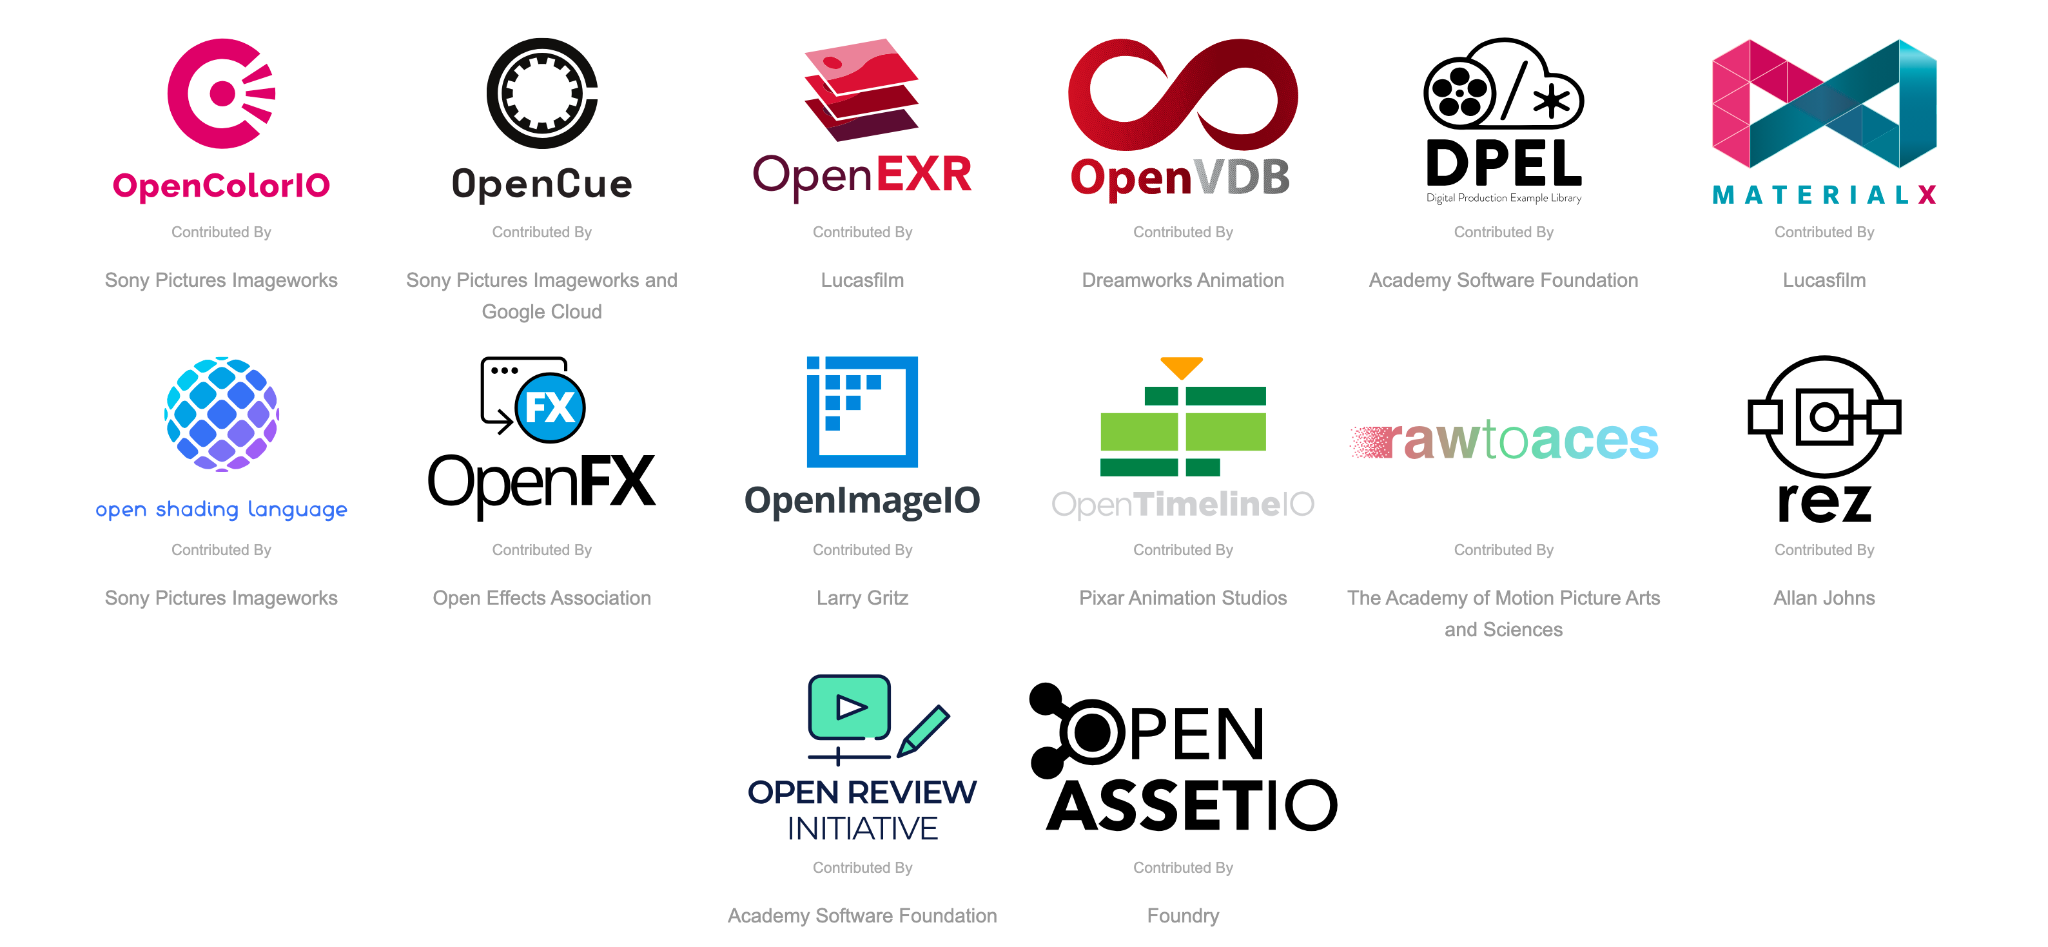 OpenColorIO
Contributed By
Sony Pictures Imageworks
OpenCue
Contributed By
Sony Pictures Imageworks and
Google Cloud
OpenEXR
Contributed By
Lucasfilm
OpenVDB
Contributed By
Dreamworks Animation
DPEL
Digital Production Example Library
Contributed By
Academy Software Foundation
MATERIALX
Contributed By
Lucasfilm
open shading language
Contributed By
Sony Pictures Imageworks
FX
OpenFX
Contributed By
Open Effects Association
OpenImageIO
Contributed By
Larry Gritz
OpenTimelineIO
Contributed By
Pixar Animation Studios
rawtoaces
Contributed By
The Academy of Motion Picture Arts
and Sciences
rez
Contributed By
Allan Johns
OPEN REVIEW
INITIATIVE
Contributed By
Academy Software Foundation
OPEN
ASSETIO
Contributed By
Foundry